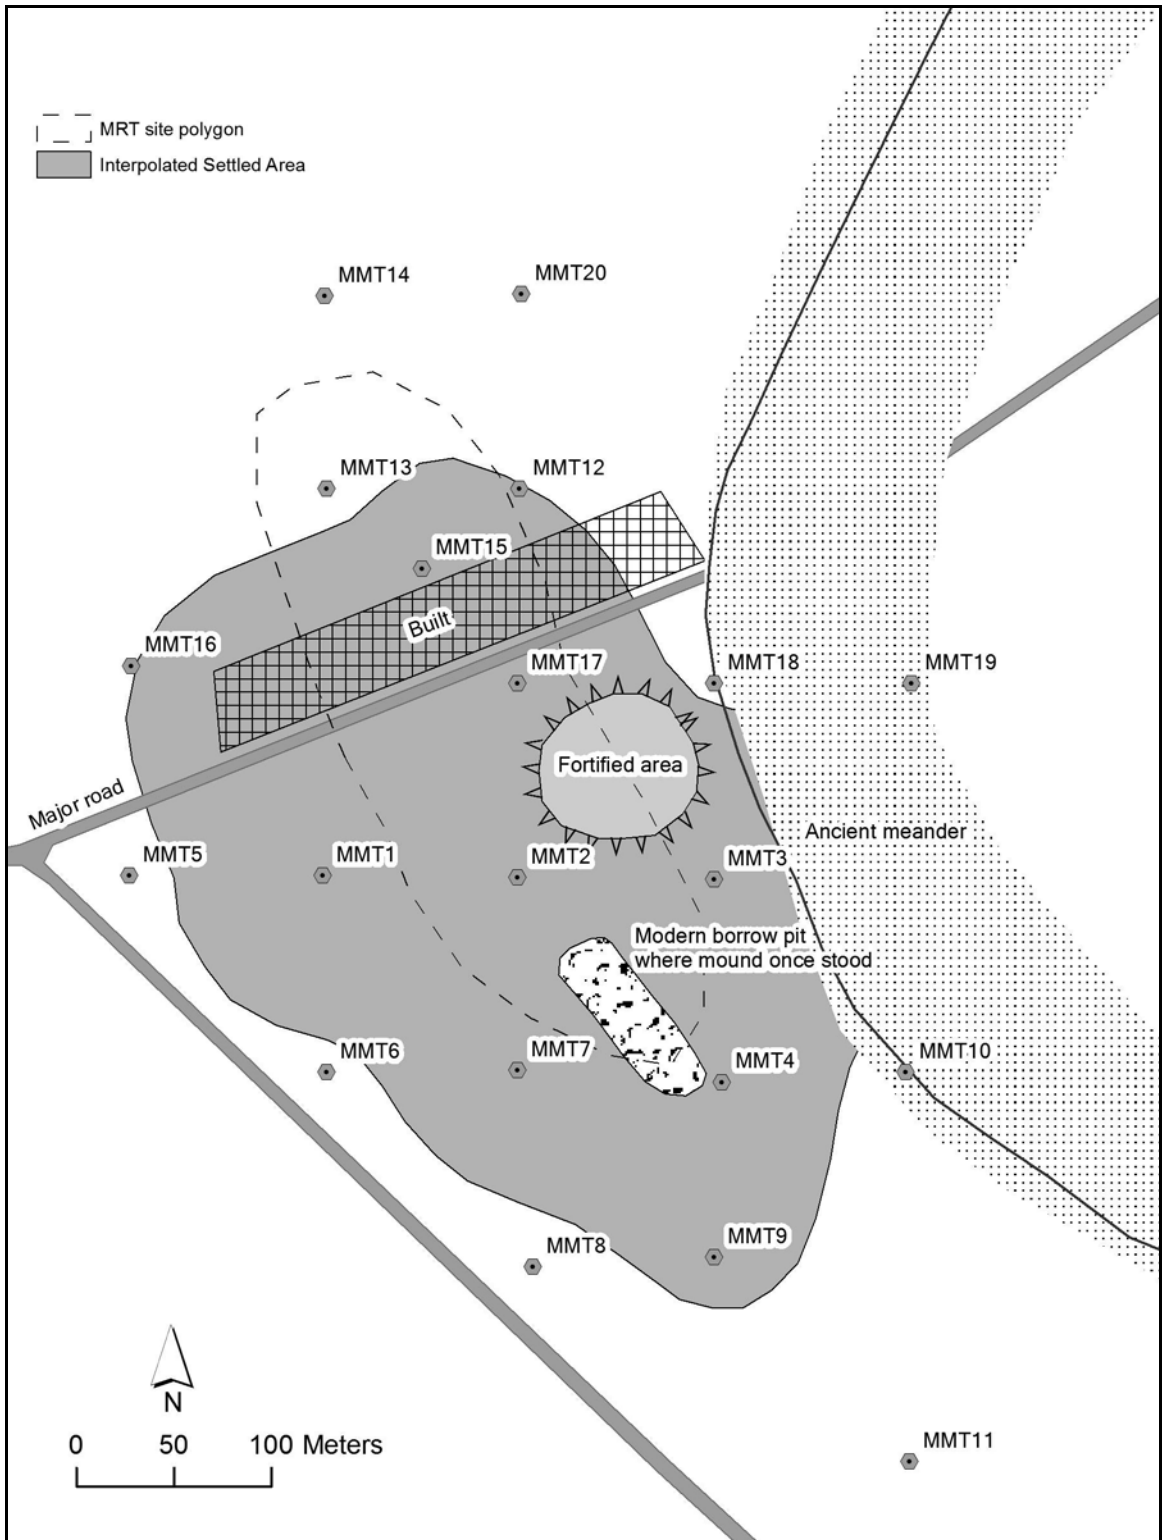 MRT site polygon
Interpolated Settled Area
MMT14
MMT20
MMT13
MMT12
MMT15
Built
MMT16
MMT17
MMT18
MMT19
Fortified area
Major road
Ancient meander
MMT5
MMT1
MMT2
MMT3
Modern borrow pit
where mound once stood
MMT6
MMT7
MMT4
MMT10
MMT8
MMT9
N
0 50 100 Meters
MMT11